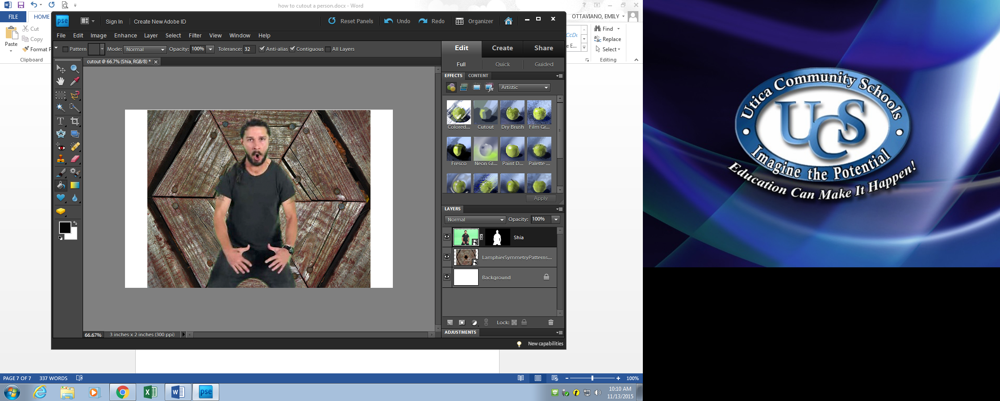 how to cutout a person.docx - Word
FILE
HOME
OTTAVIANO, EMILY
Cut
Copy
Paste
Format P
Clipboard
Find
Replace
Select
Editing
CcDc
e E...
pse
Sign In
Create New Adobe ID
Reset Panels
Undo
Redo
Organizer
File Edit Image Enhance Layer Select Filter View Window Help
Pattern Mode: Normal Opacity: 100% Tolerance: 32 Anti-alias Contiguous All Layers
cutout @ 66.7% (Shia, RGB/8) *
Edit Create Share
Full Quick Guided
EFFECTS CONTENT
Artistic
Colored... Cutout Dry Brush Film Gr...
Fresco Neon Gl... Paint D... Palette ...
Apply
LAYERS
Normal Opacity: 100%
Shia
LamphierSymmetryPatterns...
Background
Lock:
ADJUSTMENTS
66.67% 3 inches x 2 inches (300 ppi)
New capabilities
PAGE 7 OF 7 337 WORDS
100%
pse
10:10 AM
11/13/2015
Utica Community Schools
UCS
Imagine the Potential
Education Can Make It Happen!